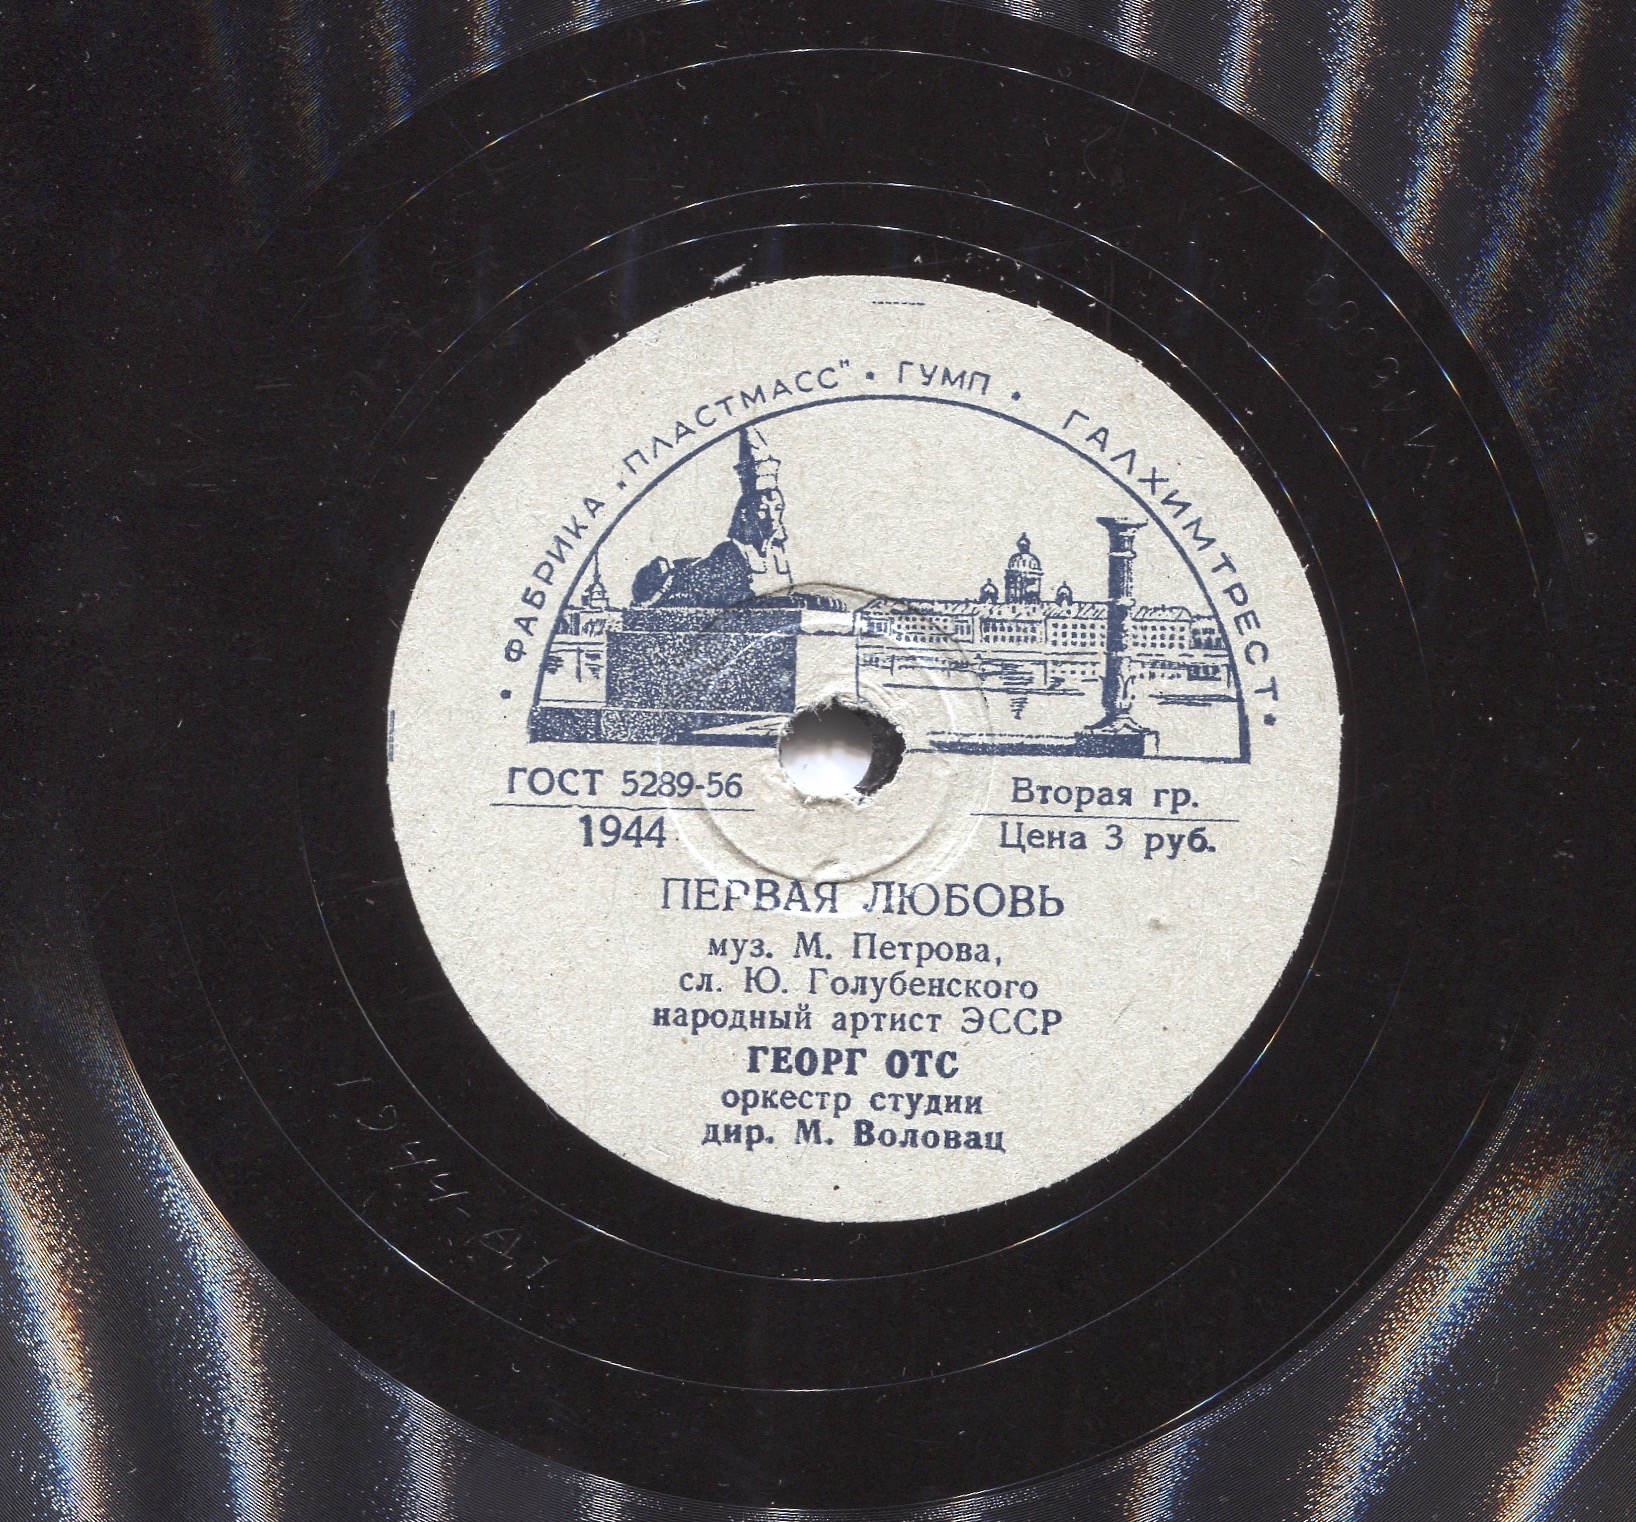 • ФАБРИКА „ПЛАСТМАСС" • ГУМП • ГАЛХИМТРЕСТ •
ГОСТ 5289-56
1944
Вторая гр.
Цена 3 руб.
ПЕРВАЯ ЛЮБОВЬ
муз. М. Петрова,
сл. Ю. Голубенского
народный артист ЭССР
ГЕОРГ ОТС
оркестр студии
дир. М. Воловац